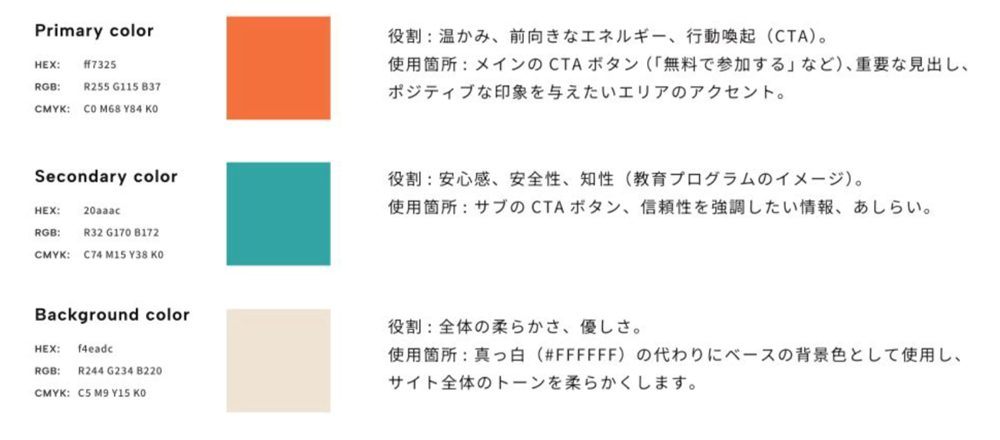 Primary color
HEX: ff7325
RGB: R255 G115 B37
CMYK: C0 M68 Y84 K0
役割：温かみ、前向きなエネルギー、行動喚起（CTA）。
使用箇所：メインの CTA ボタン（「無料で参加する」など）、重要な見出し、
ポジティブな印象を与えたいエリアのアクセント。
Secondary color
HEX: 20aaac
RGB: R32 G170 B172
CMYK: C74 M15 Y38 K0
役割：安心感、安全性、知性（教育プログラムのイメージ）。
使用箇所：サブの CTA ボタン、信頼性を強調したい情報、あしらい。
Background color
HEX: f4eadc
RGB: R244 G234 B220
CMYK: C5 M9 Y15 K0
役割：全体の柔らかさ、優しさ。
使用箇所：真っ白（#FFFFFF）の代わりにベースの背景色として使用し、
サイト全体のトーンを柔らかくします。